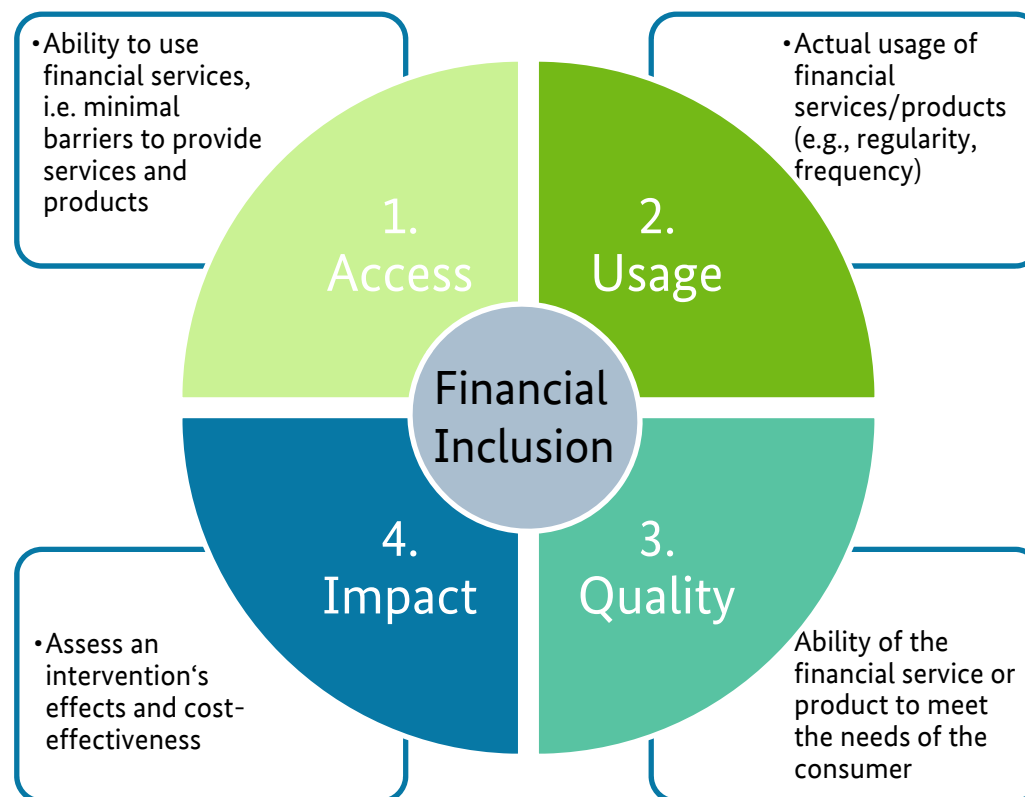 •Ability to use
financial services,
i.e. minimal
barriers to provide
services and
products
•Actual usage of
financial
services/products
(e.g., regularity,
frequency)
1.
Access
2.
Usage
Financial
Inclusion
4.
Impact
3.
Quality
•Assess an
intervention‘s
effects and cost-
effectiveness
Ability of the
financial service or
product to meet
the needs of the
consumer